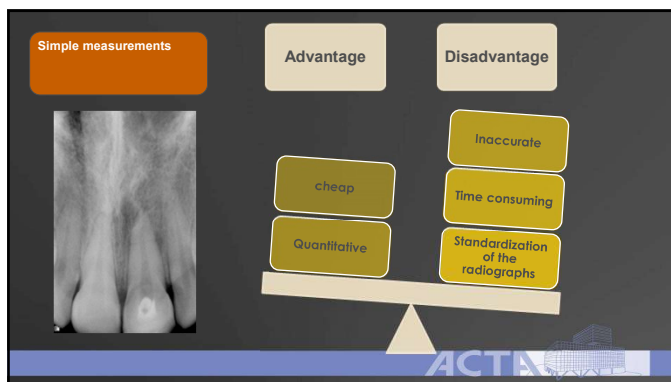 Simple measurements
Advantage
Disadvantage
cheap
Quantitative
Inaccurate
Time consuming
Standardization
of the
radiographs
ACTA